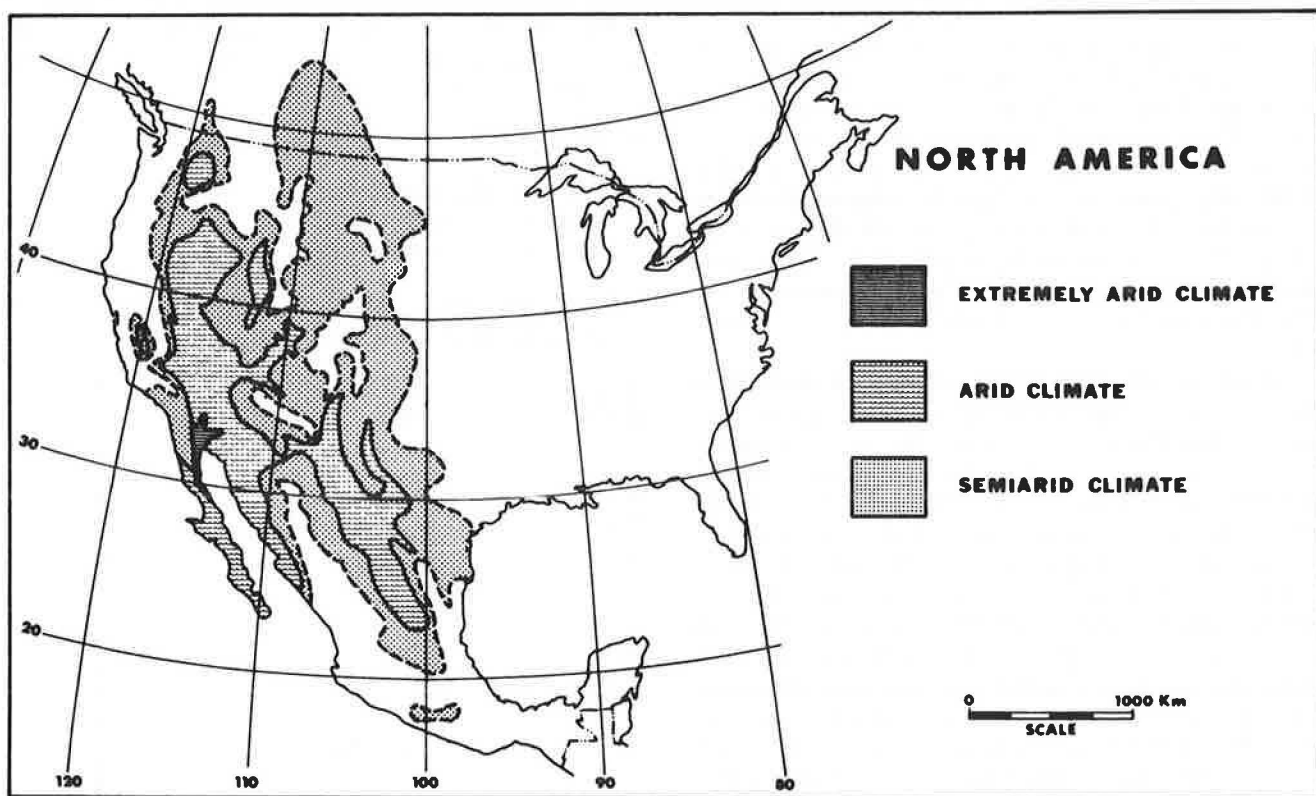 NORTH AMERICA
EXTREMELY ARID CLIMATE
ARID CLIMATE
SEMIARID CLIMATE
40
30
20
120
110
100
90
80
0 1000 Km
SCALE